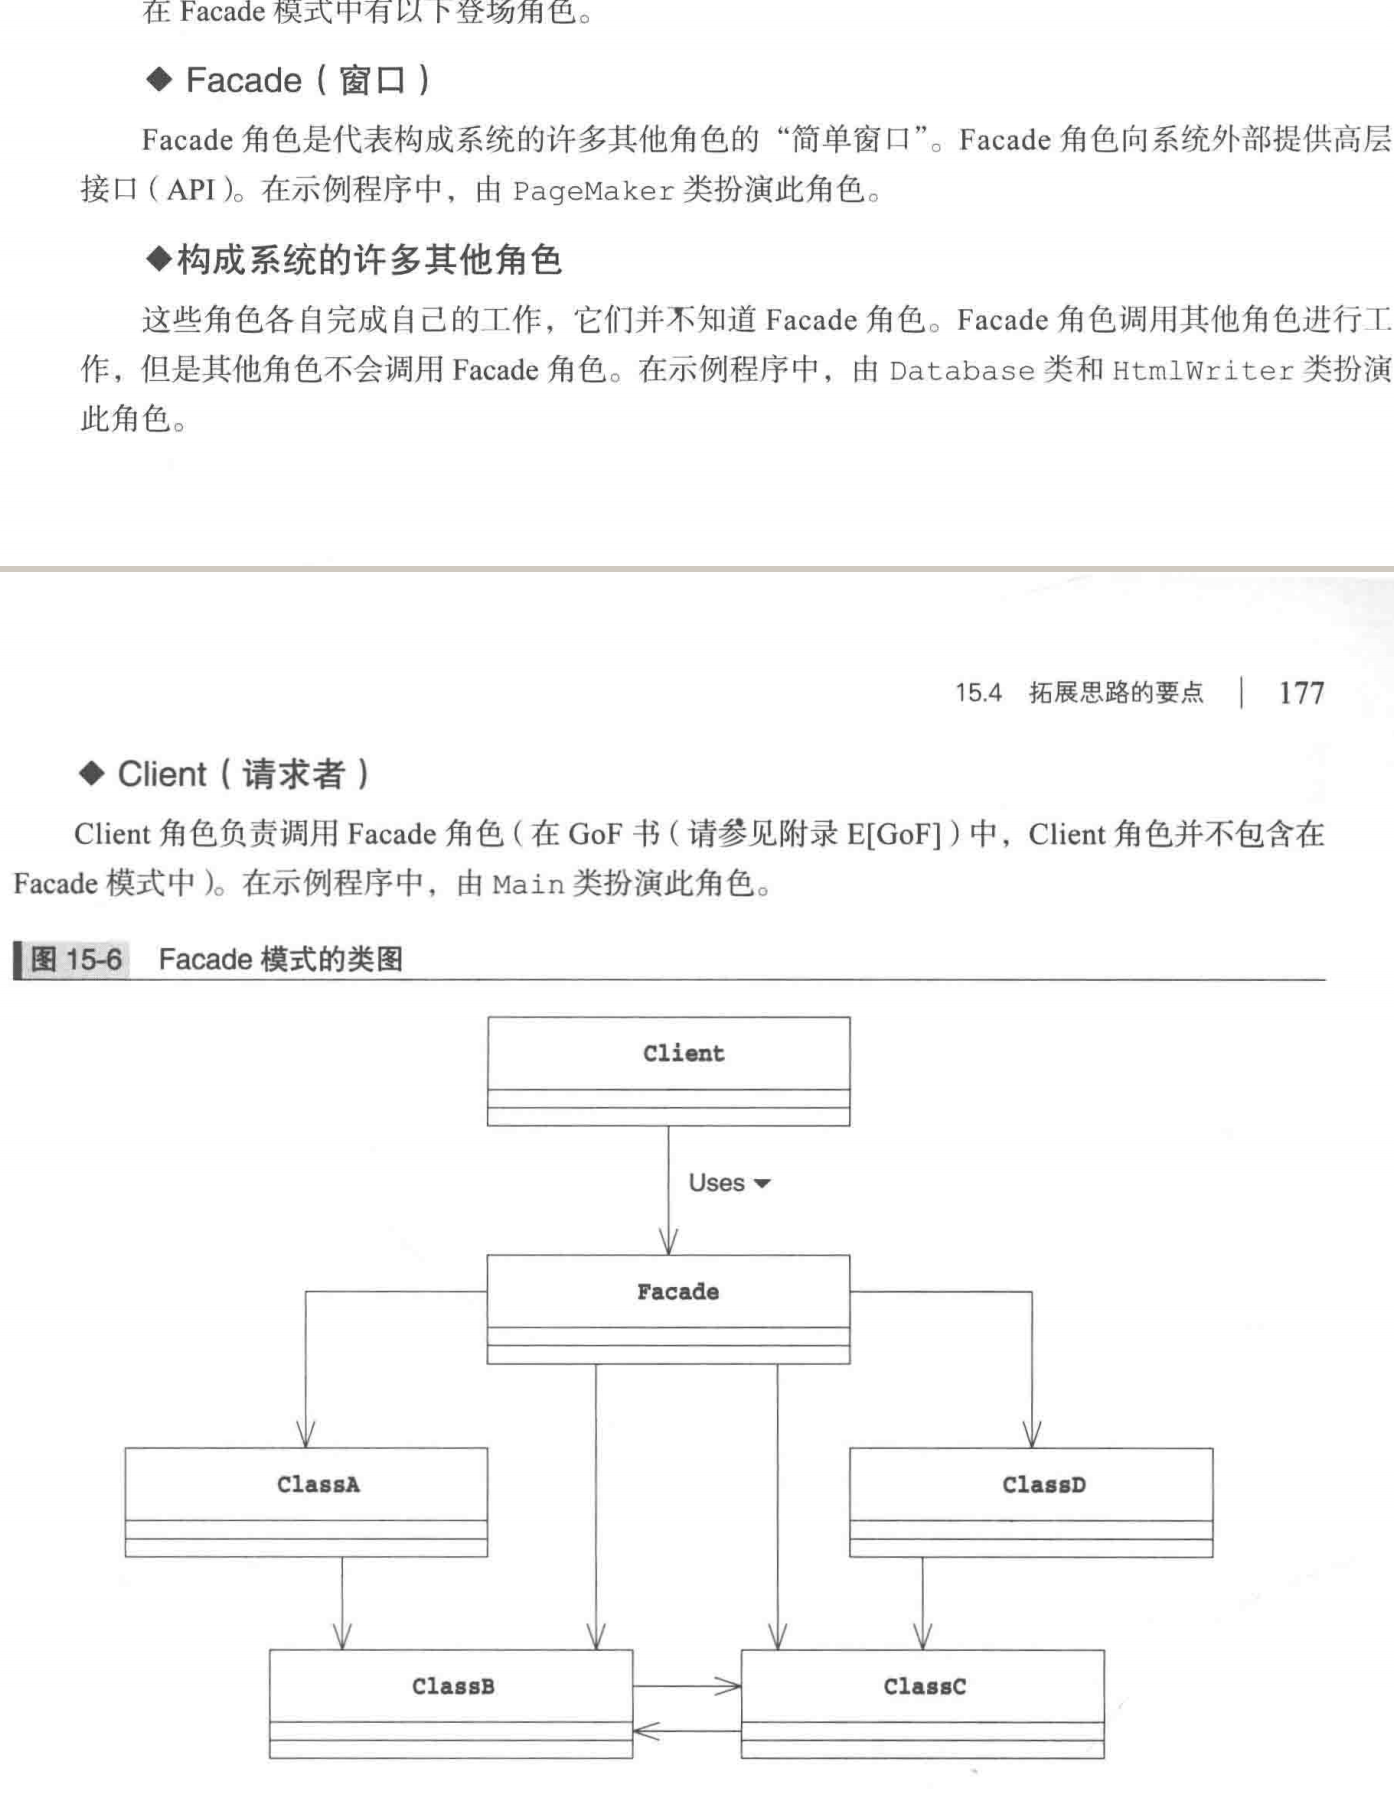 在 Facade 模式中有以下登场角色。
◆ Facade（窗口）
Facade 角色是代表构成系统的许多其他角色的“简单窗口”。Facade 角色向系统外部提供高层
接口（API）。在示例程序中，由 PageMaker 类扮演此角色。
◆构成系统的许多其他角色
这些角色各自完成自己的工作，它们并不知道 Facade 角色。Facade 角色调用其他角色进行工
作，但是其他角色不会调用 Facade 角色。在示例程序中，由 Database 类和 HtmlWriter 类扮演
此角色。
15.4 拓展思路的要点 | 177
◆ Client（请求者）
Client 角色负责调用 Facade 角色（在 GoF 书（请参见附录 E[GoF]）中，Client 角色并不包含在
Facade 模式中）。在示例程序中，由 Main 类扮演此角色。
图 15-6 Facade 模式的类图
Client
Uses ▼
Facade
ClassA
ClassD
ClassB
ClassC